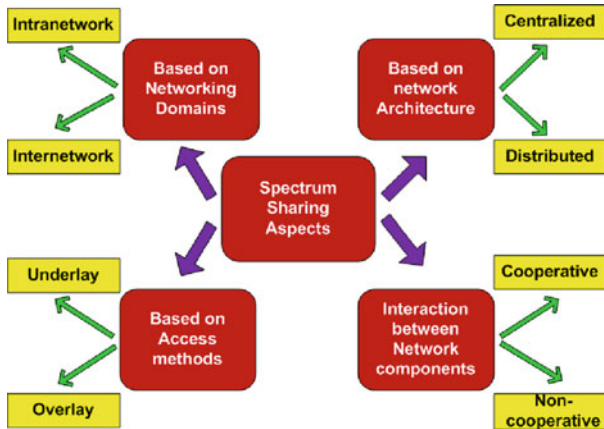 Intranetwork
Based on
Networking
Domains
Internetwork
Centralized
Based on
network
Architecture
Distributed
Spectrum
Sharing
Aspects
Underlay
Based on
Access
methods
Overlay
Cooperative
Interaction
between
Network
components
Non-
cooperative